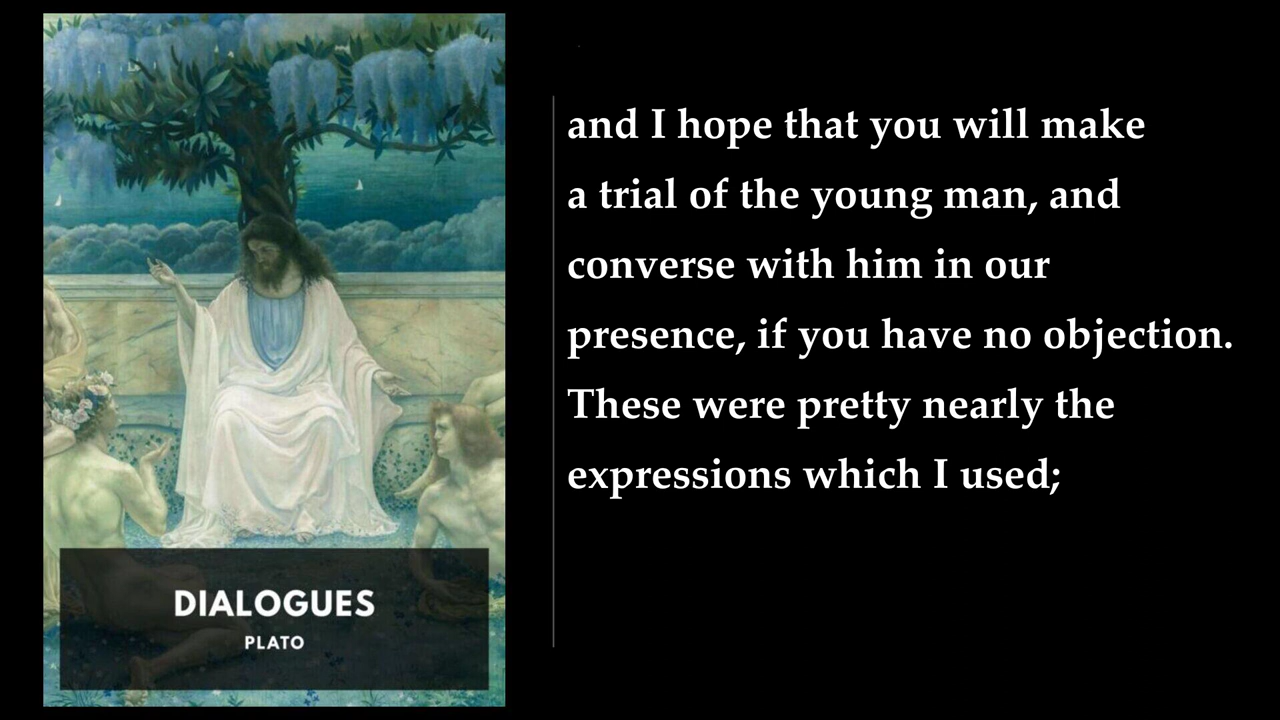 and I hope that you will make
a trial of the young man, and
converse with him in our
presence, if you have no objection.
These were pretty nearly the
expressions which I used;
DIALOGUES
PLATO